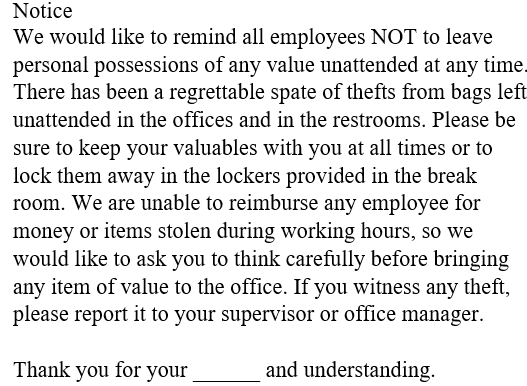 Notice
We would like to remind all employees NOT to leave
personal possessions of any value unattended at any time.
There has been a regrettable spate of thefts from bags left
unattended in the offices and in the restrooms. Please be
sure to keep your valuables with you at all times or to
lock them away in the lockers provided in the break
room. We are unable to reimburse any employee for
money or items stolen during working hours, so we
would like to ask you to think carefully before bringing
any item of value to the office. If you witness any theft,
please report it to your supervisor or office manager.
Thank you for your ______ and understanding.